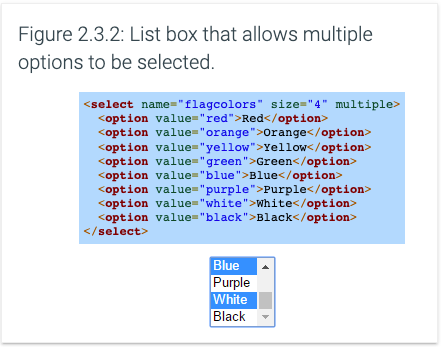 Figure 2.3.2: List box that allows multiple
options to be selected.
<select name="flagcolors" size="4" multiple>
  <option value="red">Red</option>
  <option value="orange">Orange</option>
  <option value="yellow">Yellow</option>
  <option value="green">Green</option>
  <option value="blue">Blue</option>
  <option value="purple">Purple</option>
  <option value="white">White</option>
  <option value="black">Black</option>
</select>
Blue
Purple
White
Black